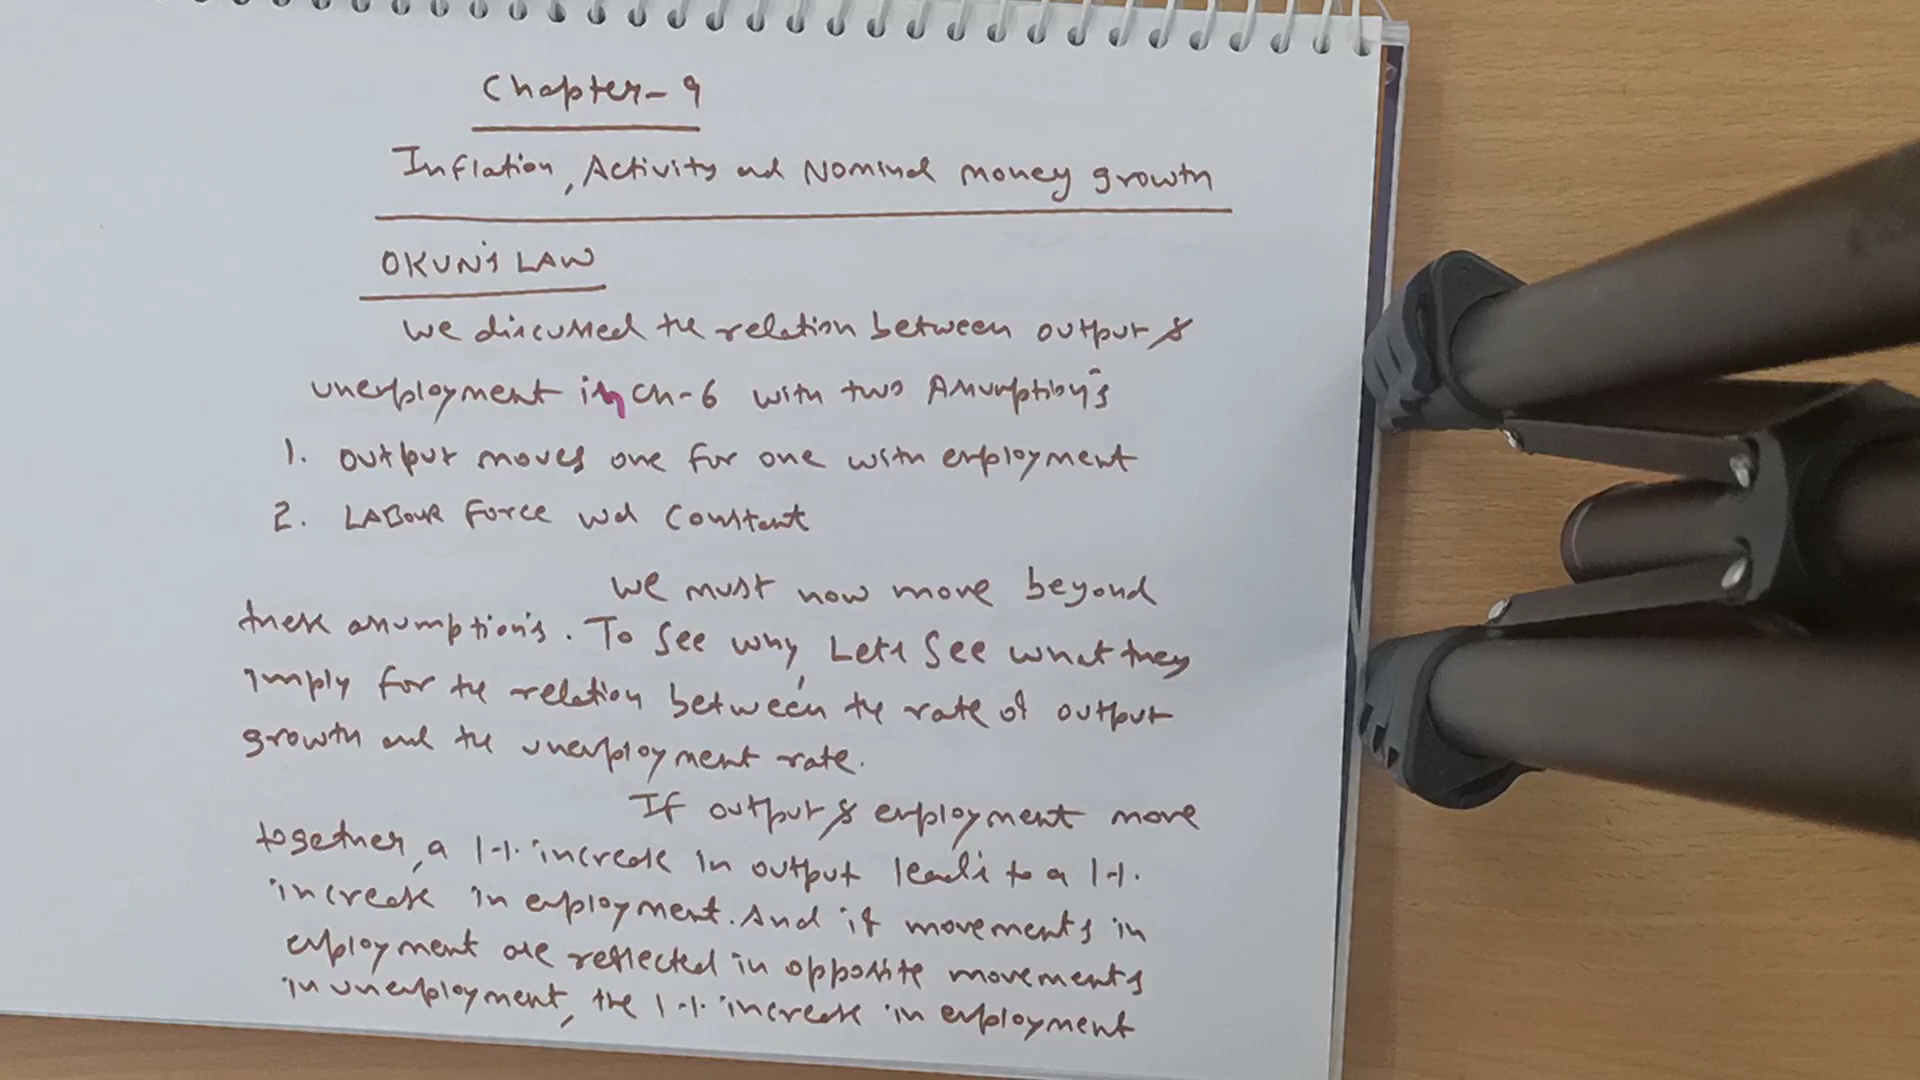 Chapter-9
Inflation, Activity and Nominal money growth
OKUN'S LAW
We discussed the relation between output &
unemployment in Ch-6 with two Assumption's
1. Output moves one for one with employment
2. LABOUR Force was Constant
We must now move beyond
these assumption's. To See why, Let's See what they
imply for the relation between the rate of output
growth and the unemployment rate.
If output & employment move
together, a 1% increase in output leads to a 1%
increase in employment. And if movements in
employment are reflected in opposite movements
in unemployment, the 1% increase in employment